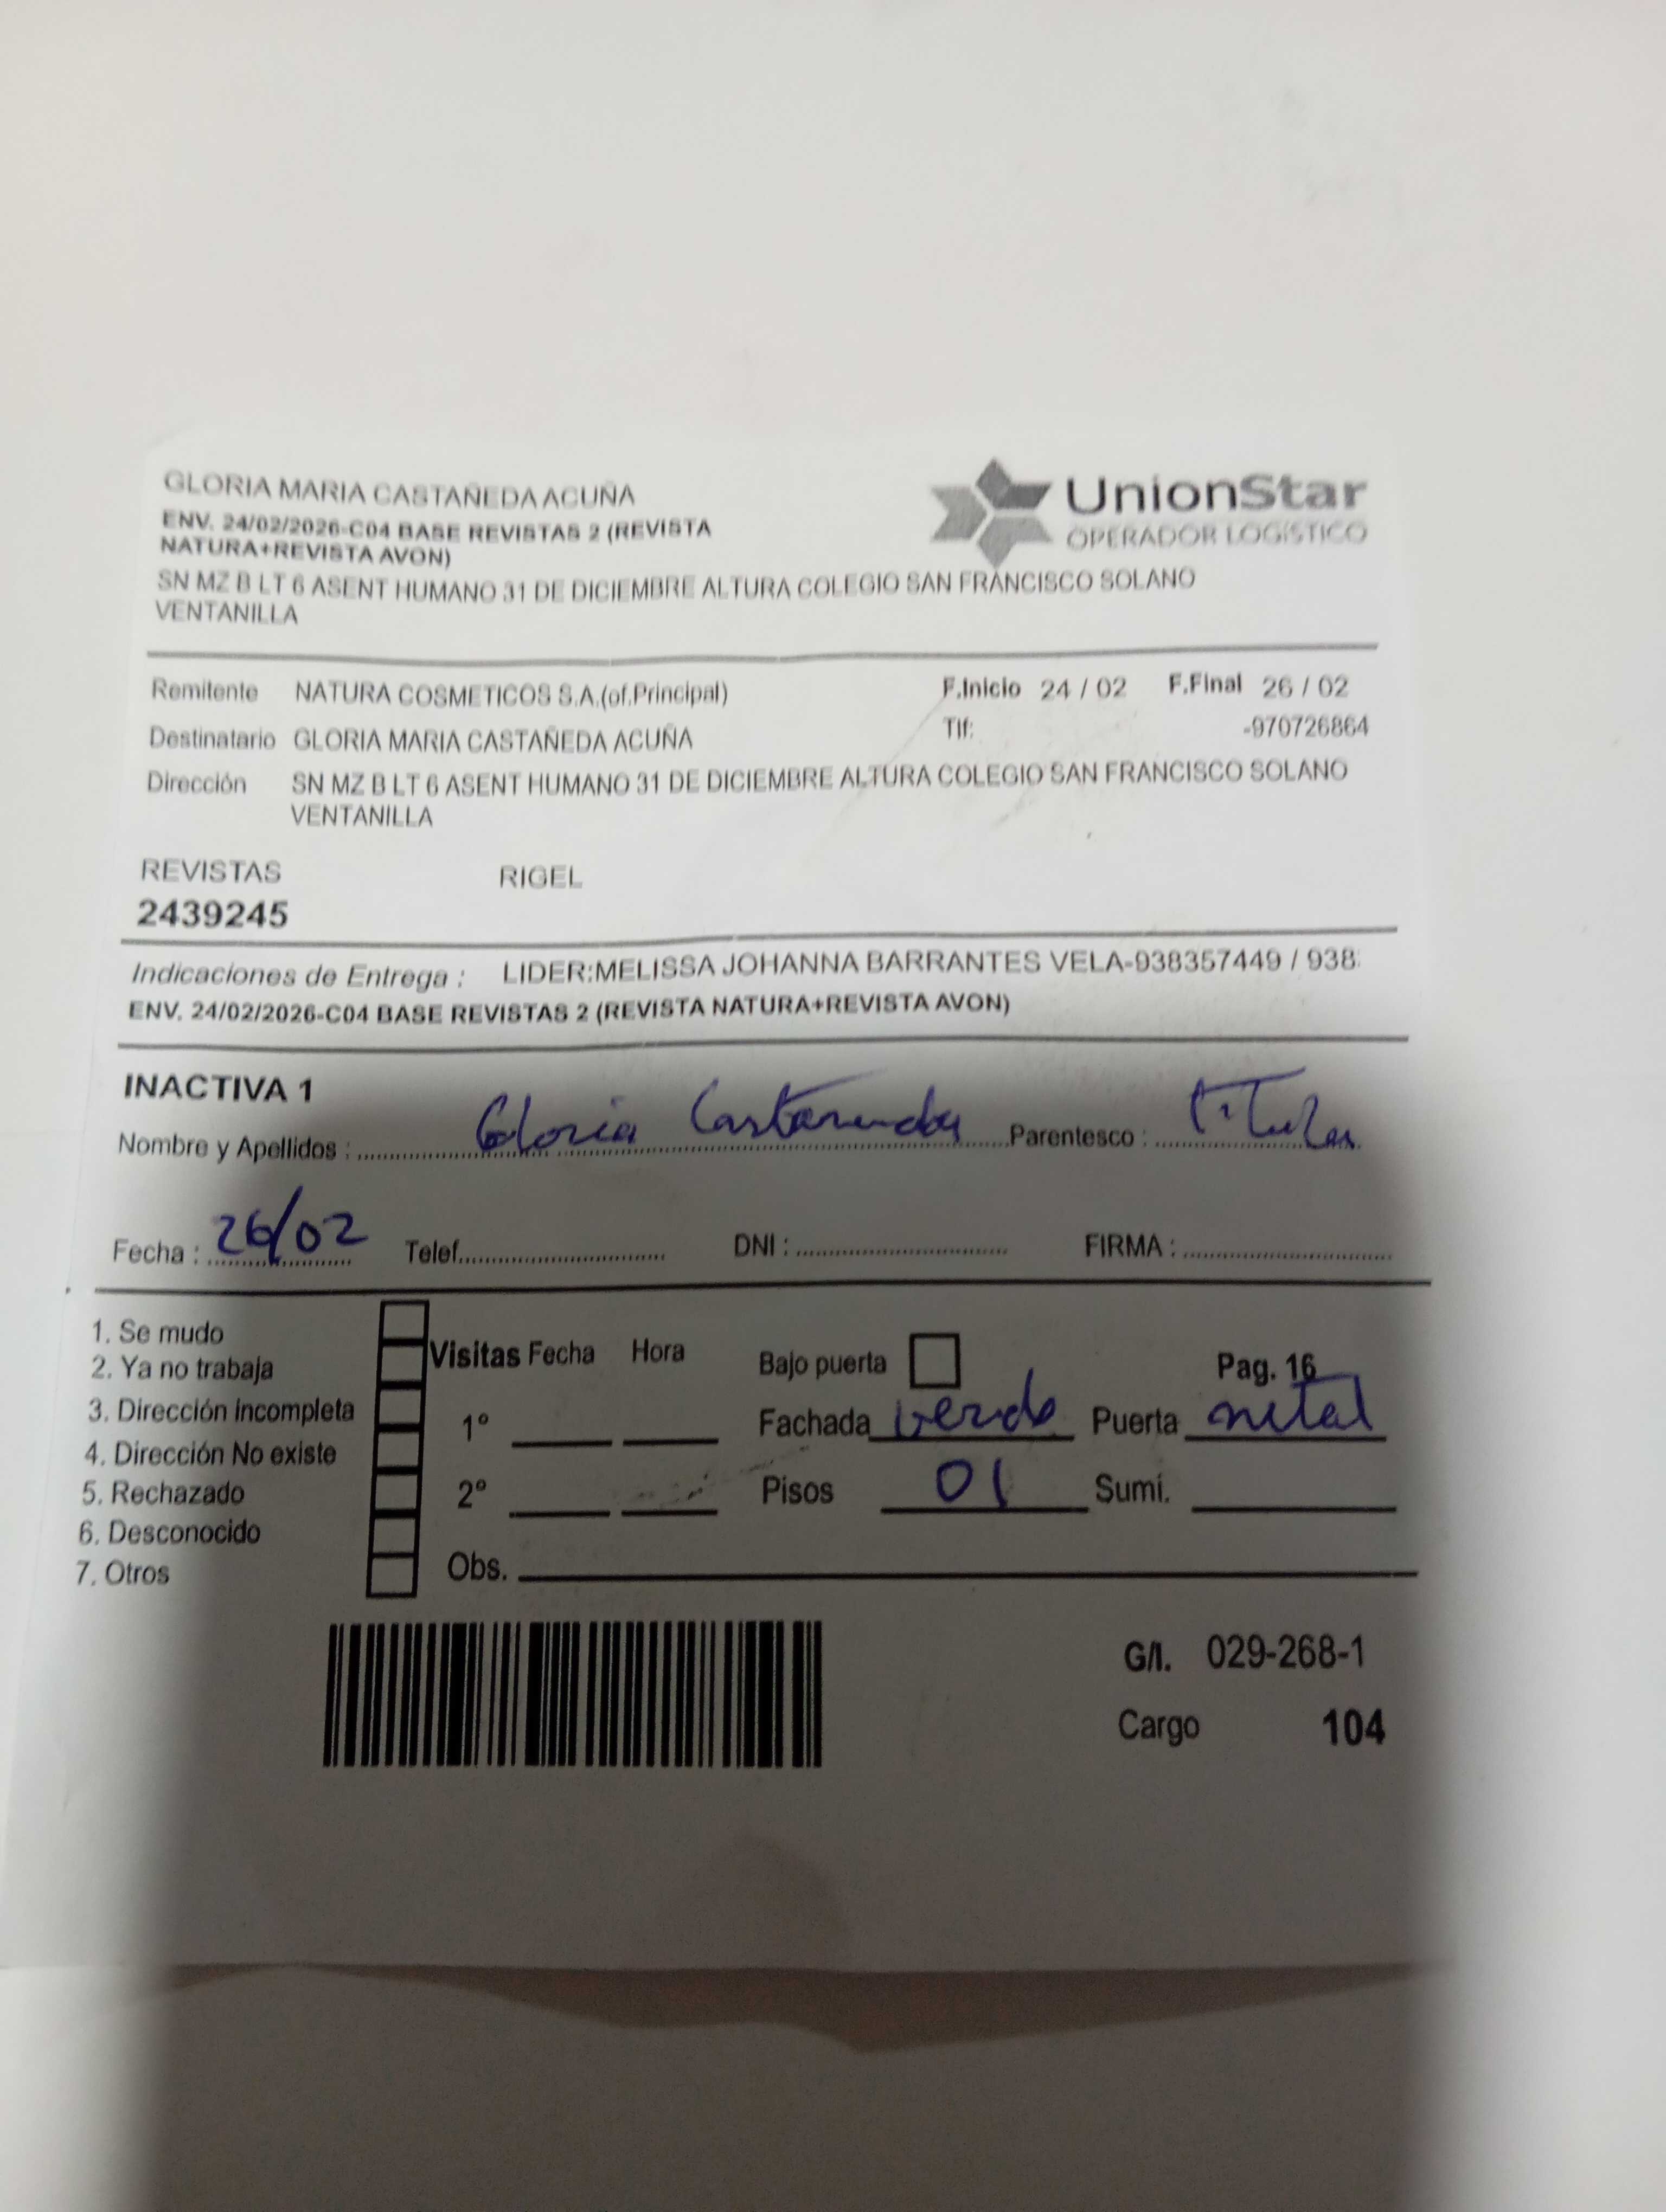 GLORIA MARIA CASTAÑEDA ACUÑA
ENV. 24/02/2026-C04 BASE REVISTAS 2 (REVISTA
NATURA+REVISTA AVON)
SN MZ B LT 6 ASENT HUMANO 31 DE DICIEMBRE ALTURA COLEGIO SAN FRANCISCO SOLANO
VENTANILLA
UnionStar
OPERADOR LOGÍSTICO
Remitente NATURA COSMETICOS S.A.(of.Principal) F.Inicio 24 / 02 F.Final 26 / 02
Destinatario GLORIA MARIA CASTAÑEDA ACUÑA Tlf: -970726864
Dirección SN MZ B LT 6 ASENT HUMANO 31 DE DICIEMBRE ALTURA COLEGIO SAN FRANCISCO SOLANO
VENTANILLA
REVISTAS RIGEL
2439245
Indicaciones de Entrega : LIDER:MELISSA JOHANNA BARRANTES VELA-938357449 / 938
ENV. 24/02/2026-C04 BASE REVISTAS 2 (REVISTA NATURA+REVISTA AVON)
INACTIVA 1
Nombre y Apellidos : Gloria Castañeda Parentesco : Titular
Fecha : 26/02 Telef. DNI : FIRMA :
1. Se mudo
2. Ya no trabaja
3. Dirección incompleta
4. Dirección No existe
5. Rechazado
6. Desconocido
7. Otros
Visitas Fecha Hora
1°
2°
Obs.
Bajo puerta Pag. 16
Fachada verde Puerta metal
Pisos 01 Sumi.
G/I. 029-268-1
Cargo 104